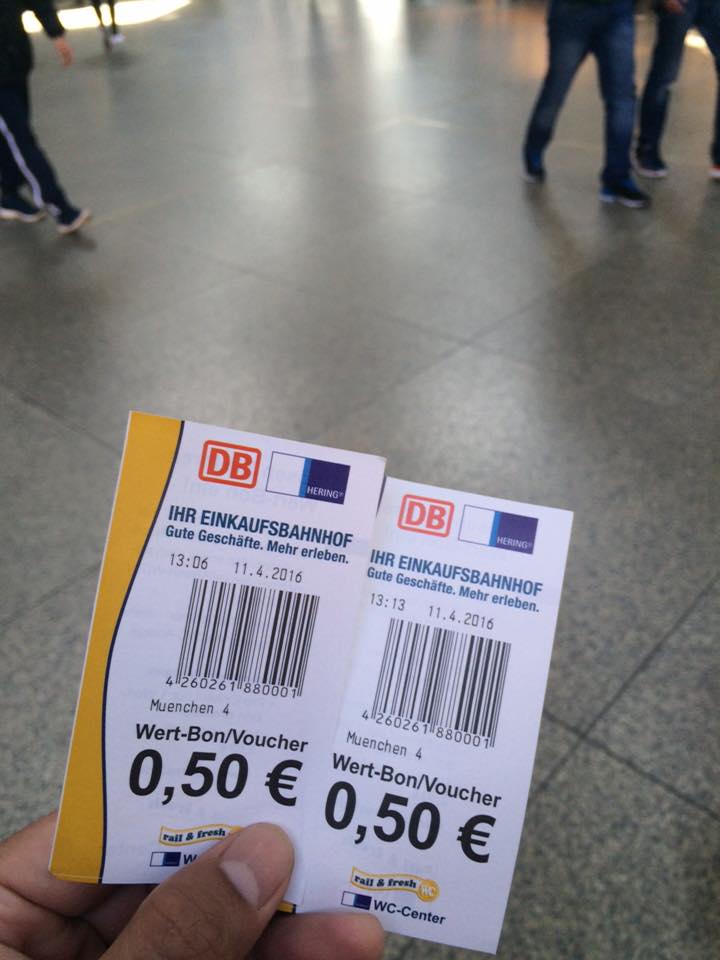 DB HERING
IHR EINKAUFSBAHNHOF
Gute Geschäfte. Mehr erleben.
13:06 11.4.2016
4 260261 880001
Muenchen 4
Wert-Bon/Voucher
0,50 €
rail & fresh
DB HERING
IHR EINKAUFSBAHNHOF
Gute Geschäfte. Mehr erleben.
13:13 11.4.2016
4 260261 880001
Muenchen 4
Wert-Bon/Voucher
0,50 €
rail & fresh WC
WC-Center